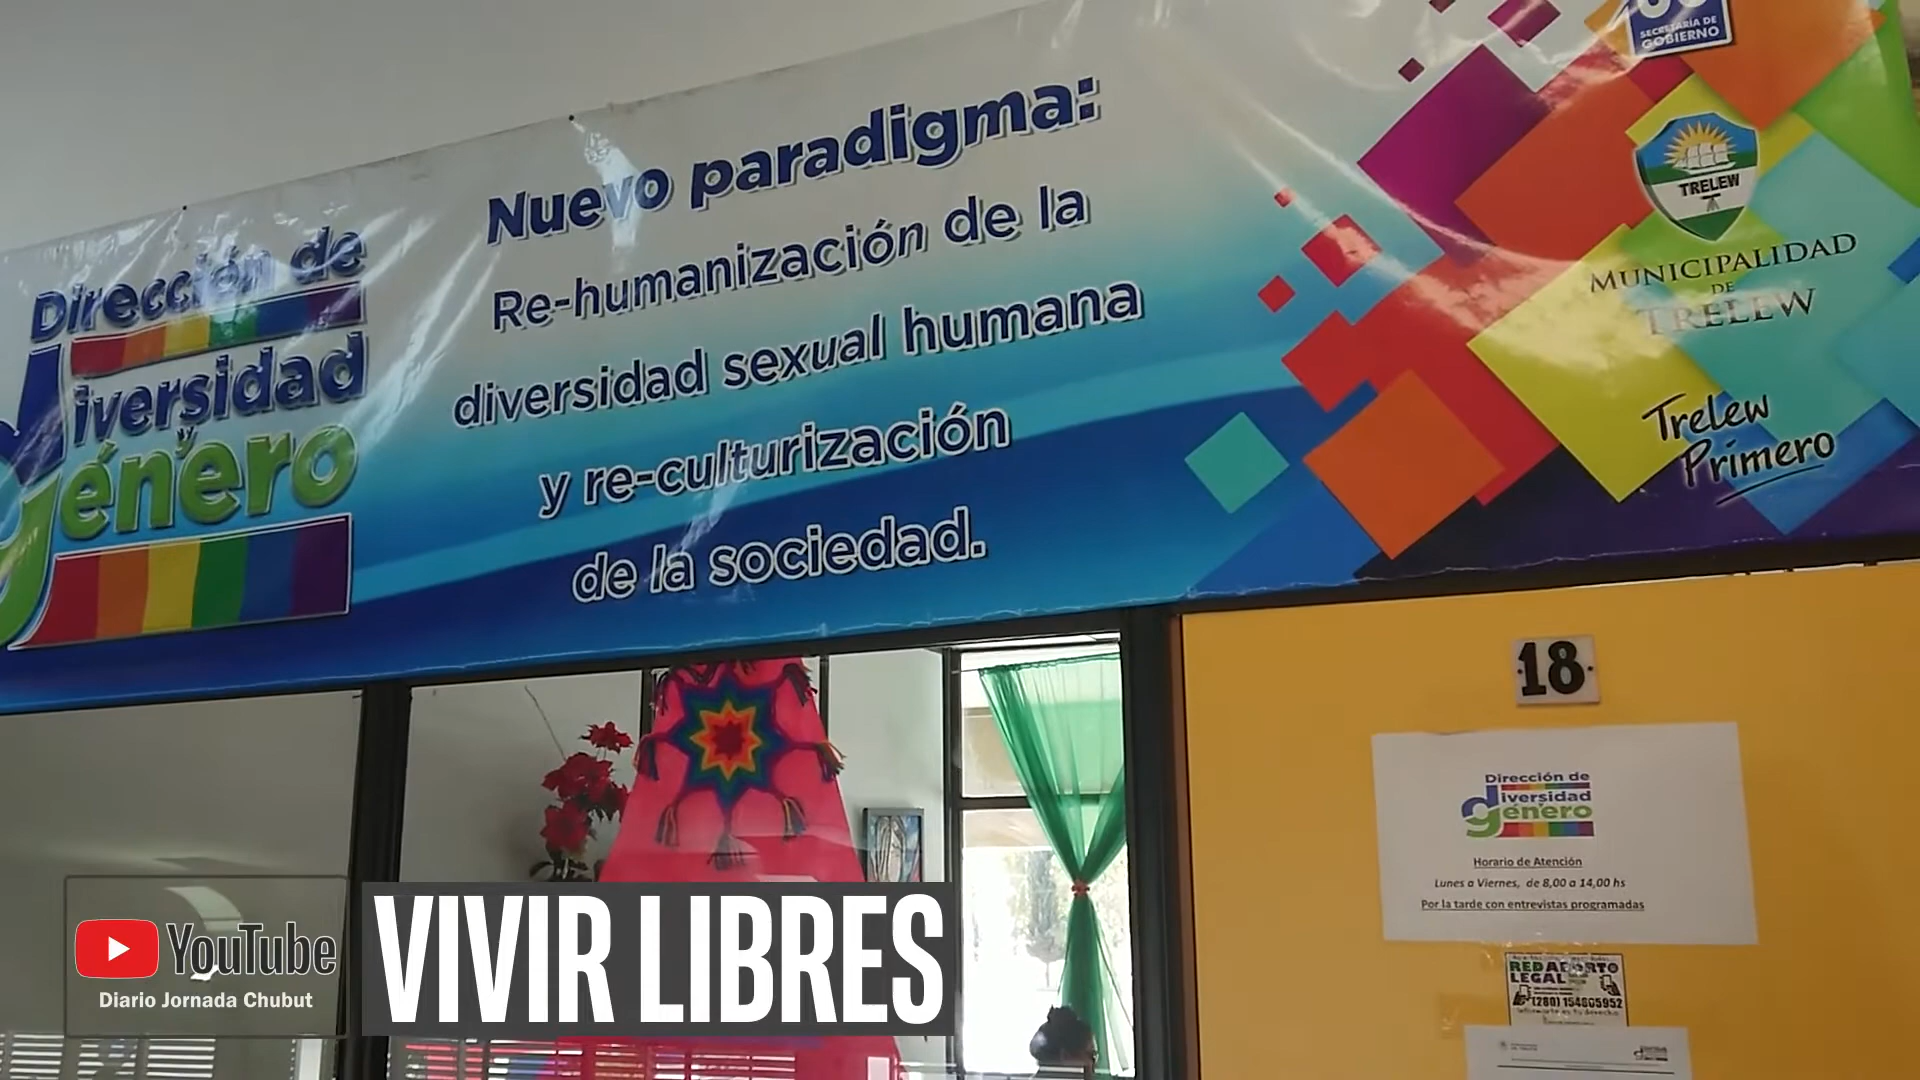 SECRETARÍA DE
GOBIERNO
Dirección de
diversidad
y
género
Nuevo paradigma:
Re-humanización de la
diversidad sexual humana
y re-culturización
de la sociedad.
TRELEW
MUNICIPALIDAD
DE
TRELEW
Trelew
Primero
18
Dirección de
diversidad
género
Horario de Atención
Lunes a Viernes, de 8,00 a 14,00 hs
Por la tarde con entrevistas programadas
RED ABORTO
LEGAL
(280) 154605952
YouTube
Diario Jornada Chubut
VIVIR LIBRES